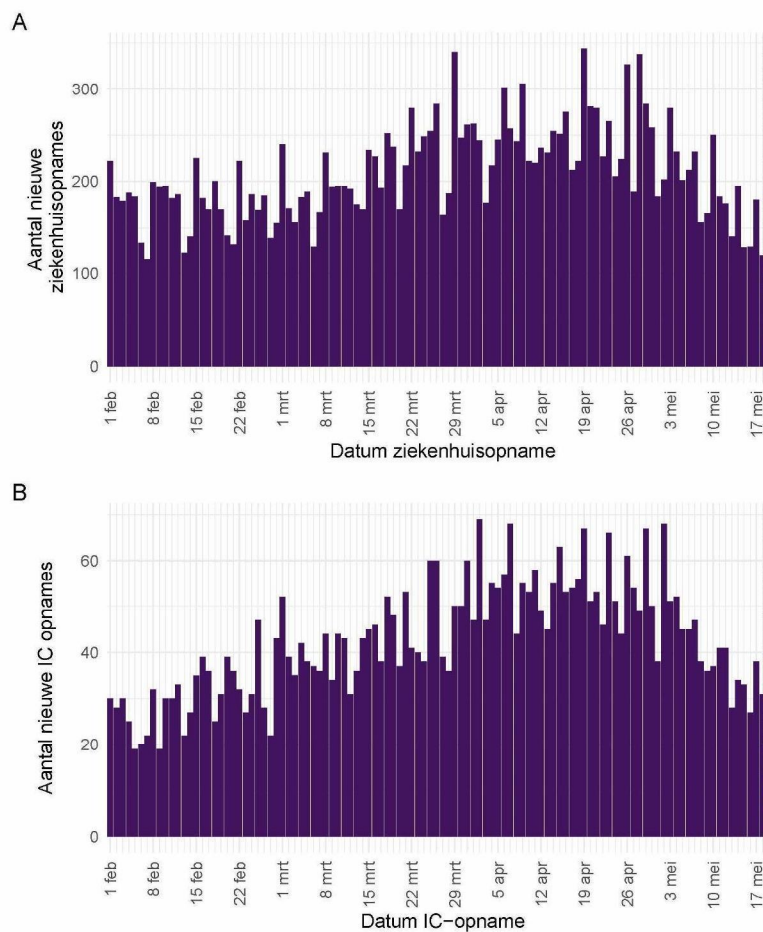 A
Aantal nieuwe
ziekenhuisopnames
300
200
100
0
1 feb
8 feb
15 feb
22 feb
1 mrt
8 mrt
15 mrt
22 mrt
29 mrt
5 apr
12 apr
19 apr
26 apr
3 mei
10 mei
17 mei
Datum ziekenhuisopname
B
Aantal nieuwe IC opnames
60
40
20
0
1 feb
8 feb
15 feb
22 feb
1 mrt
8 mrt
15 mrt
22 mrt
29 mrt
5 apr
12 apr
19 apr
26 apr
3 mei
10 mei
17 mei
Datum IC−opname